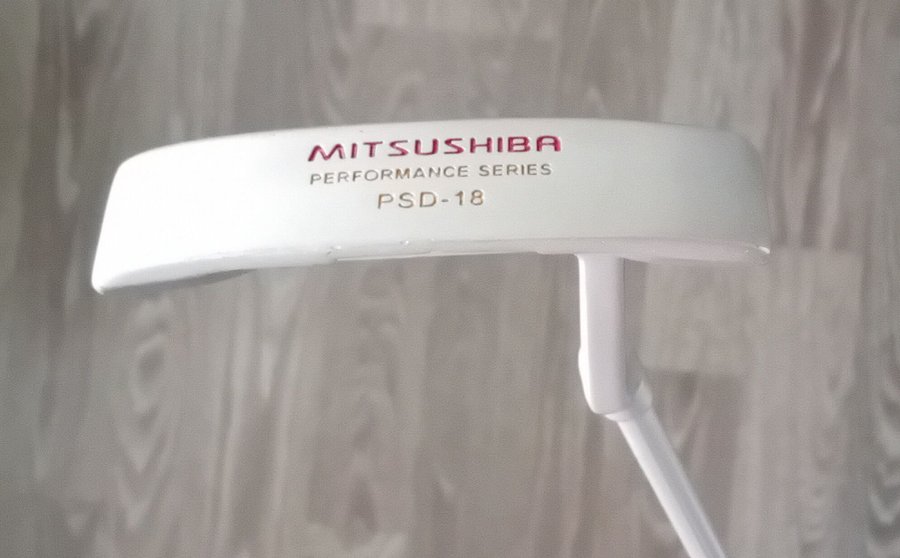 MITSUSHIBA
PERFORMANCE SERIES
PSD-18